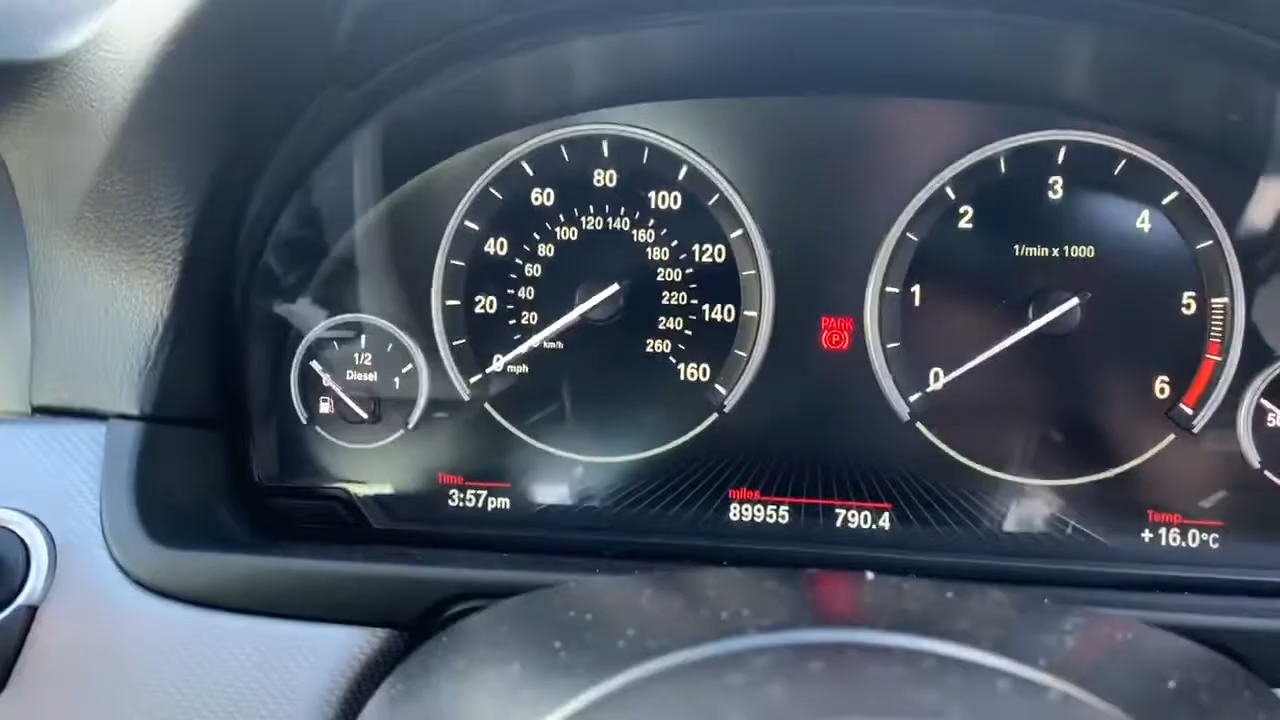 80
60
100
40
120
20
140
0 mph
160
100
120
140
160
80
180
60
200
40
220
20
240
km/h
260
1/2
Diesel
1
PARK
P
3
2
4
1/min x 1000
1
5
0
6
Time
3:57pm
miles
89955 790.4
Temp
+16.0°C